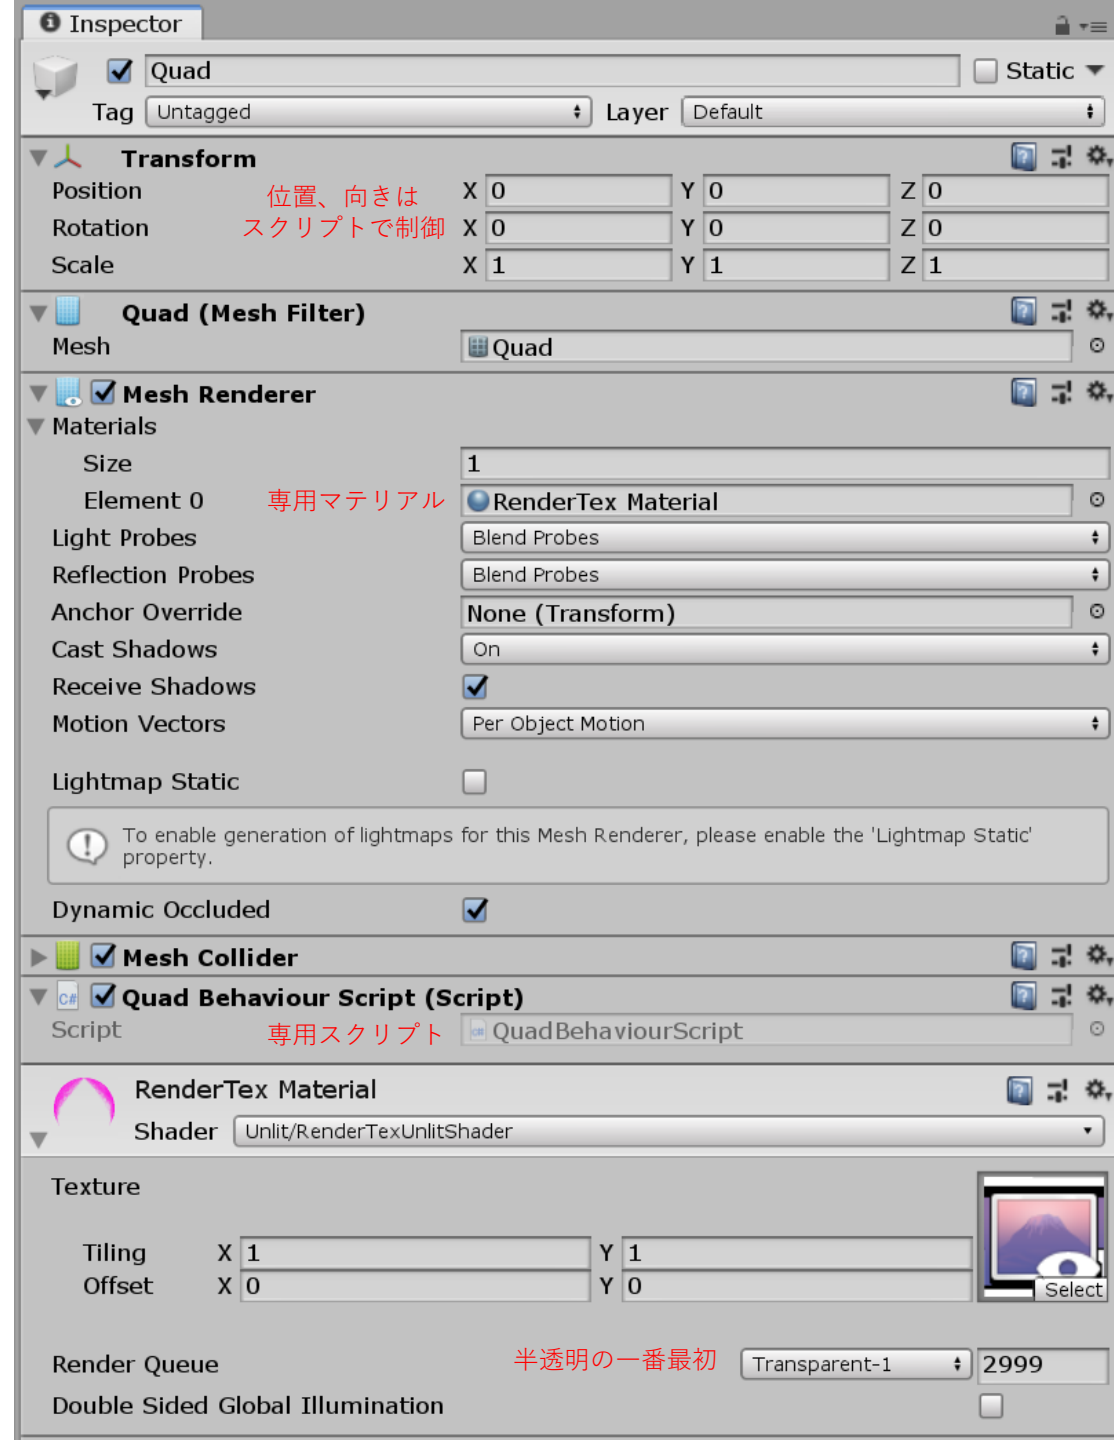 Inspector
Quad
Static
Tag Untagged Layer Default
Transform
Position 位置、向きは X 0 Y 0 Z 0
Rotation スクリプトで制御 X 0 Y 0 Z 0
Scale X 1 Y 1 Z 1
Quad (Mesh Filter)
Mesh Quad
Mesh Renderer
Materials
Size 1
Element 0 専用マテリアル RenderTex Material
Light Probes Blend Probes
Reflection Probes Blend Probes
Anchor Override None (Transform)
Cast Shadows On
Receive Shadows
Motion Vectors Per Object Motion
Lightmap Static
To enable generation of lightmaps for this Mesh Renderer, please enable the 'Lightmap Static'
property.
Dynamic Occluded
Mesh Collider
C# Quad Behaviour Script (Script)
Script 専用スクリプト QuadBehaviourScript
RenderTex Material
Shader Unlit/RenderTexUnlitShader
Texture
Tiling X 1 Y 1
Offset X 0 Y 0
Select
Render Queue 半透明の一番最初 Transparent-1 2999
Double Sided Global Illumination